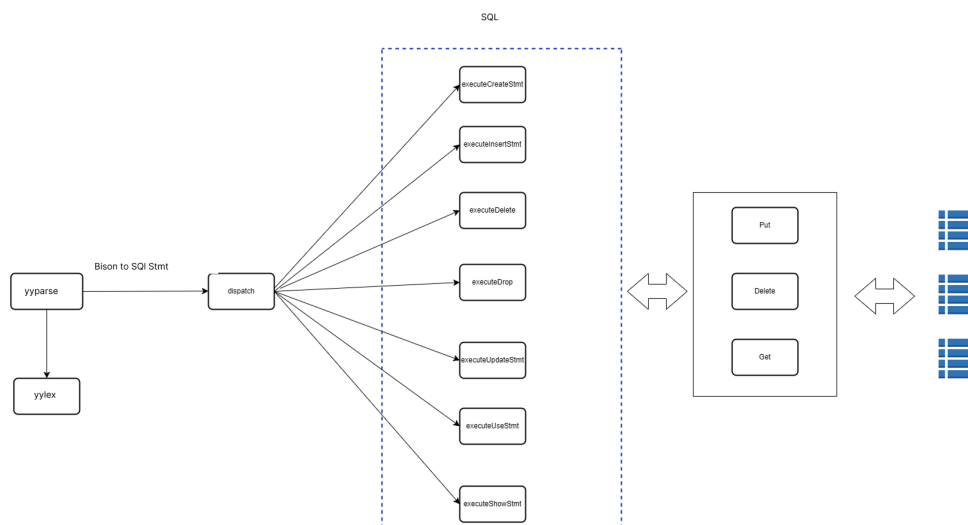 SQL
executeCreateStmt
executeInsertStmt
executeDelete
Put
Bison to SQl Stmt
yyparse
dispatch
executeDrop
Delete
executeUpdateStmt
Get
yylex
executeUseStmt
executeShowStmt